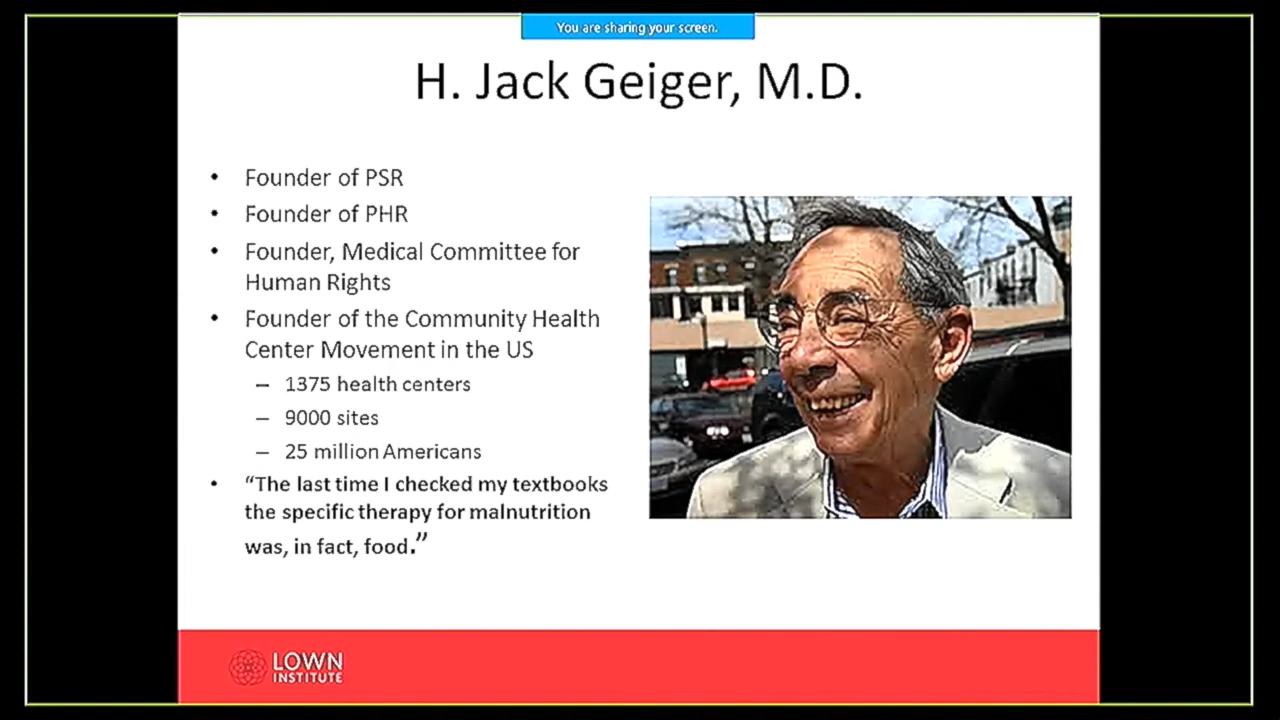 You are sharing your screen.
H. Jack Geiger, M.D.
• Founder of PSR
• Founder of PHR
• Founder, Medical Committee for
Human Rights
• Founder of the Community Health
Center Movement in the US
– 1375 health centers
– 9000 sites
– 25 million Americans
• “The last time I checked my textbooks
the specific therapy for malnutrition
was, in fact, food.”
LOWN
INSTITUTE